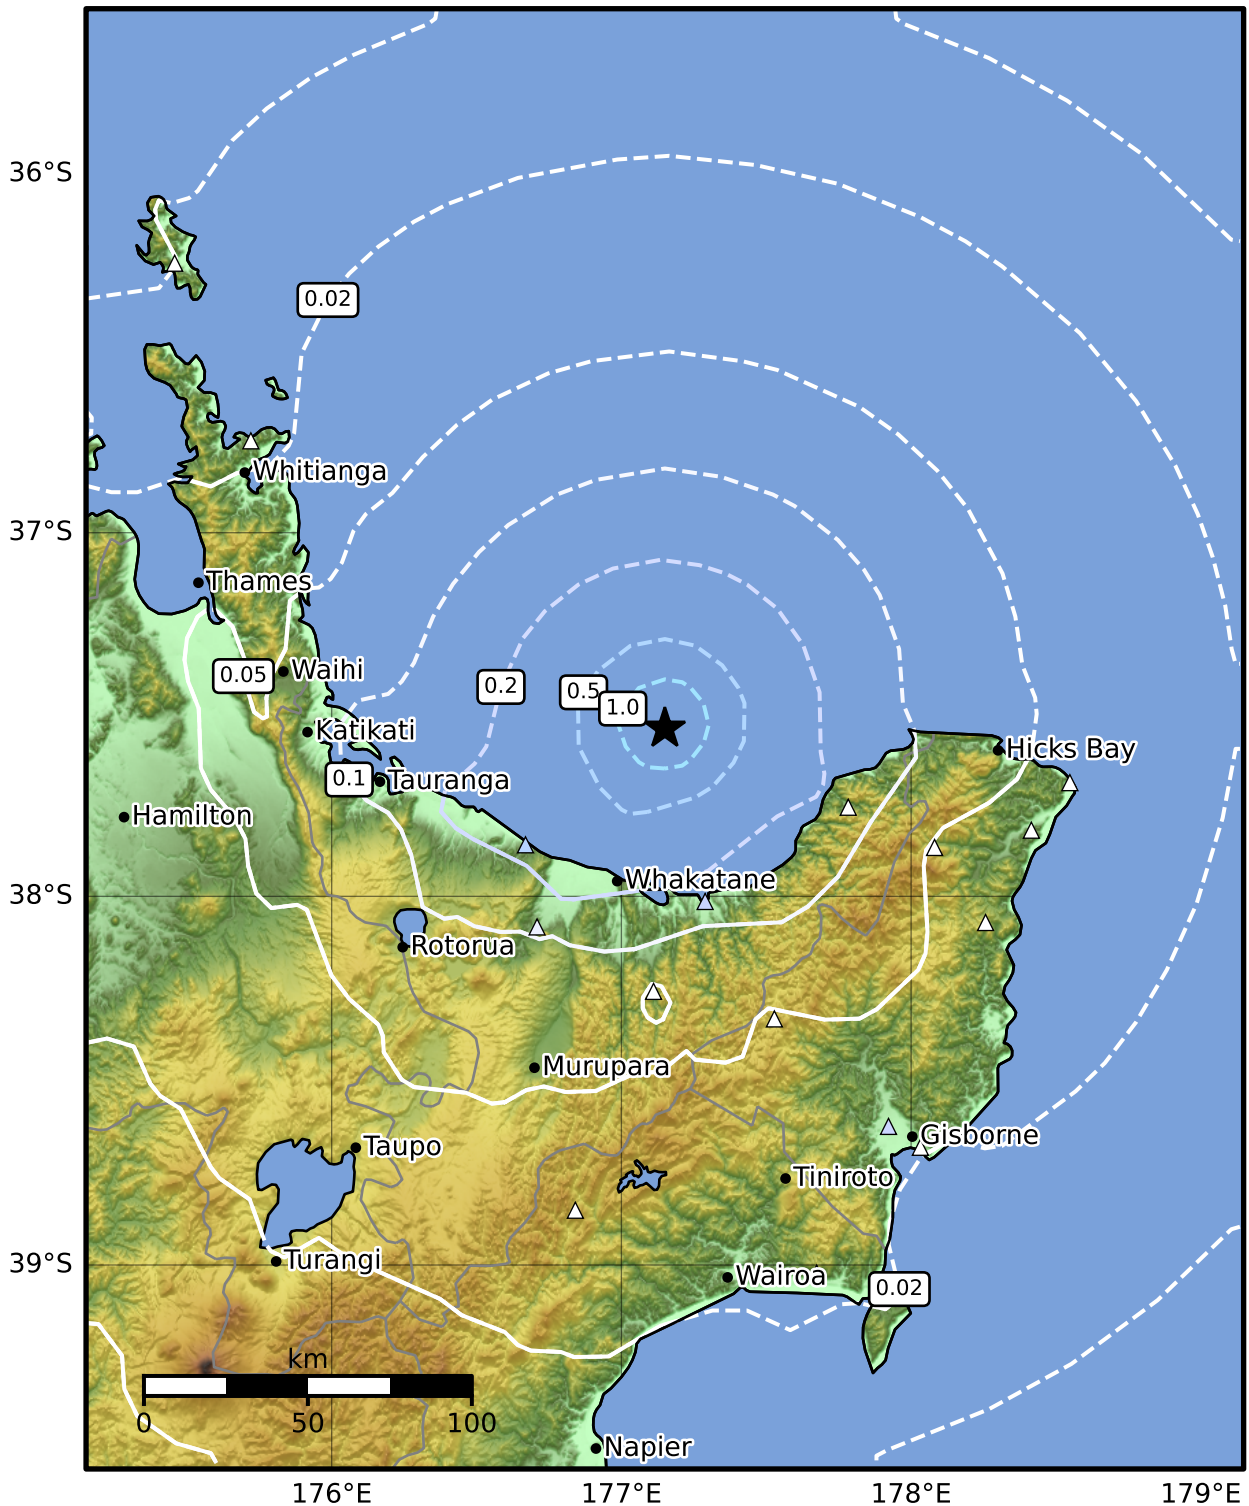 36°S
0.02
Whitianga
37°S
Thames
Waihi
0.05
0.2
0.5
1.0
Katikati
Hicks Bay
0.1
Tauranga
Hamilton
Whakatane
38°S
Rotorua
Murupara
Gisborne
Taupo
Tiniroto
39°S
Turangi
Wairoa
0.02
km
0 50 100
Napier
176°E 177°E 178°E 179°E